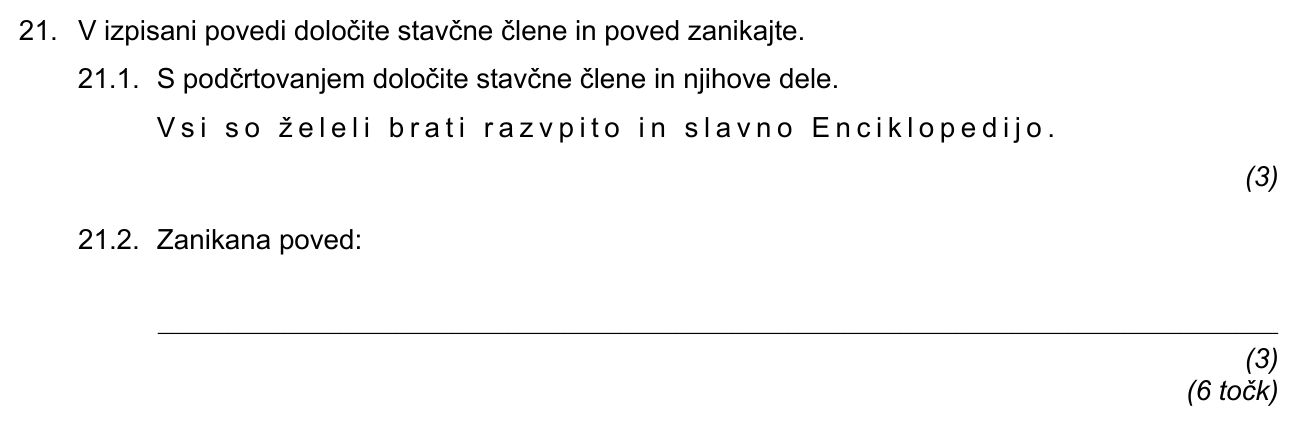 21. V izpisani povedi določite stavčne člene in poved zanikajte.
21.1. S podčrtovanjem določite stavčne člene in njihove dele.
Vsi so želeli brati razvpito in slavno Enciklopedijo.
(3)
21.2. Zanikana poved:
(3)
(6 točk)